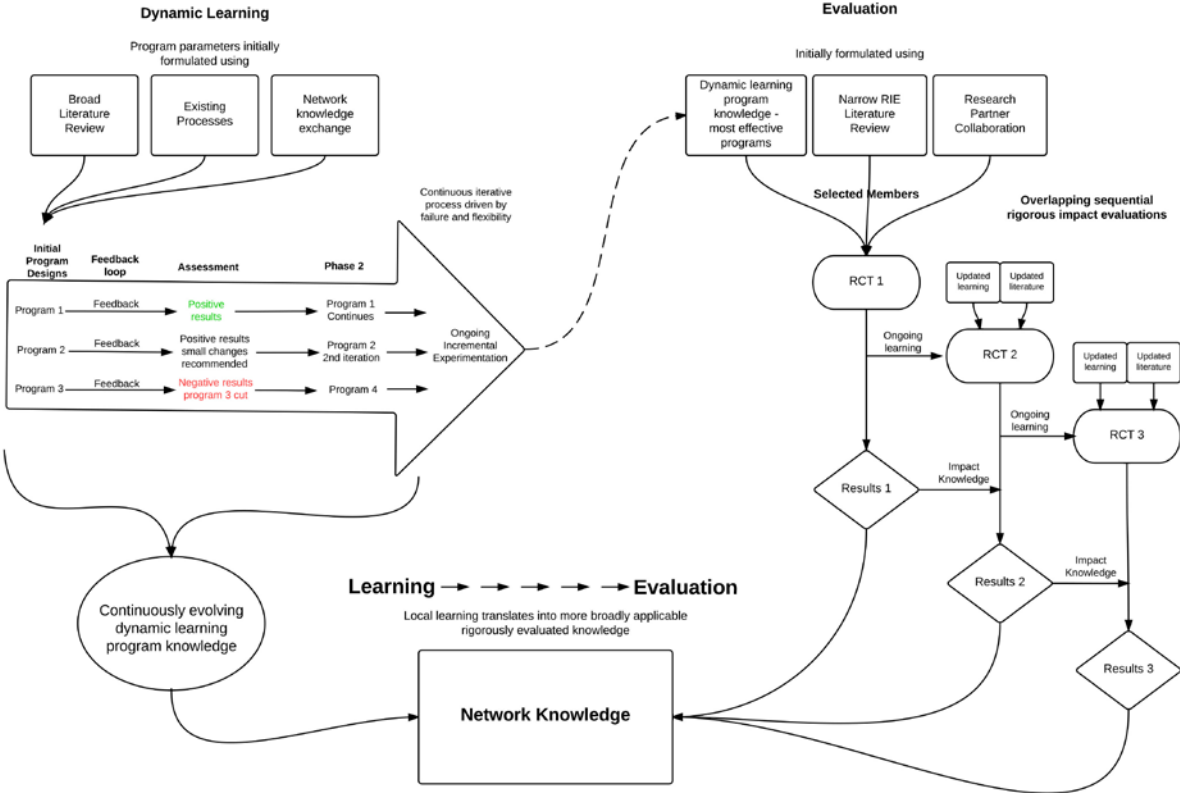 Dynamic Learning
Program parameters initially
formulated using
Broad
Literature
Review
Existing
Processes
Network
knowledge
exchange
Continuous iterative
process driven by
failure and flexibility
Initial
Program
Designs
Feedback
loop
Assessment
Phase 2
Program 1
Feedback
Positive
results
Program 1
Continues
Program 2
Feedback
Positive results
small changes
recommended
Program 2
2nd iteration
Program 3
Feedback
Negative results
program 3 cut
Program 4
Ongoing
Incremental
Experimentation
Continuously evolving
dynamic learning
program knowledge
Evaluation
Initially formulated using
Dynamic learning
program
knowledge -
most effective
programs
Narrow RIE
Literature
Review
Research
Partner
Collaboration
Selected Members
Overlapping sequential
rigorous impact evaluations
RCT 1
Updated
learning
Updated
literature
Ongoing
learning
RCT 2
Updated
learning
Updated
literature
Ongoing
learning
RCT 3
Results 1
Impact
Knowledge
Results 2
Impact
Knowledge
Results 3
Learning
Evaluation
Local learning translates into more broadly applicable
rigorously evaluated knowledge
Network Knowledge